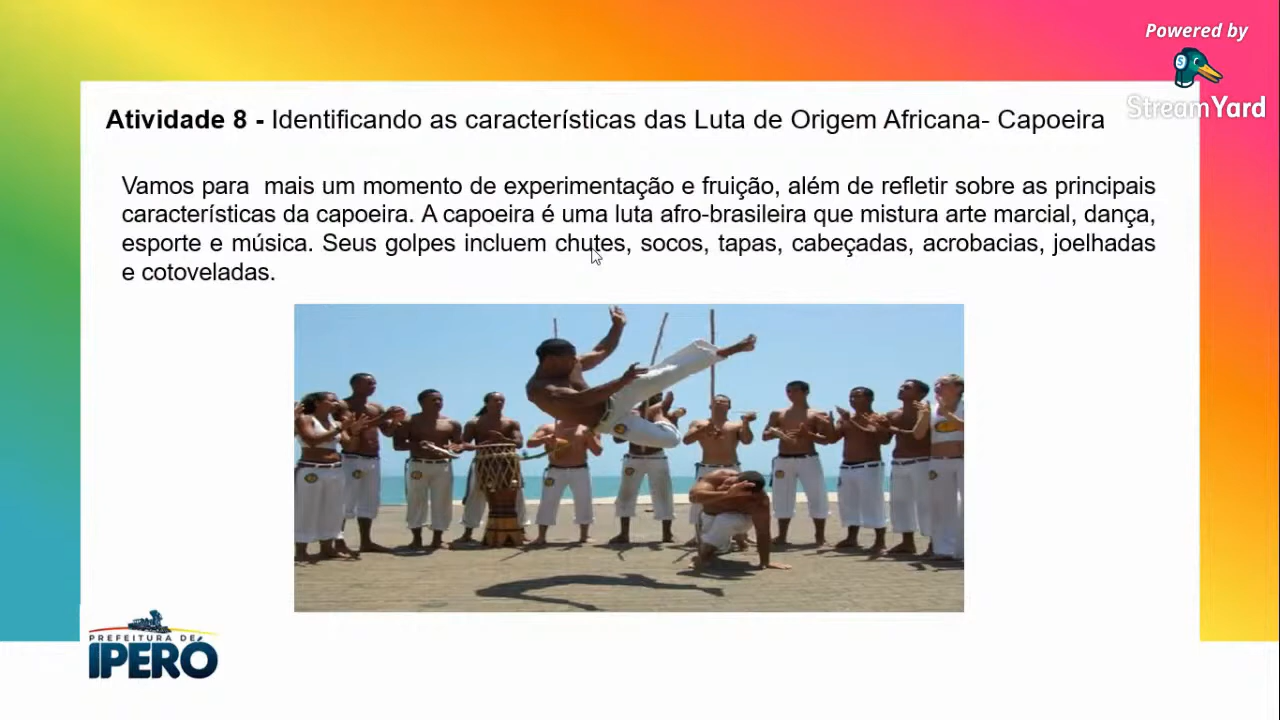 Powered by
StreamYard
Atividade 8 - Identificando as características das Luta de Origem Africana- Capoeira
Vamos para mais um momento de experimentação e fruição, além de refletir sobre as principais
características da capoeira. A capoeira é uma luta afro-brasileira que mistura arte marcial, dança,
esporte e música. Seus golpes incluem chutes, socos, tapas, cabeçadas, acrobacias, joelhadas
e cotoveladas.
PREFEITURA DE
IPERÓ